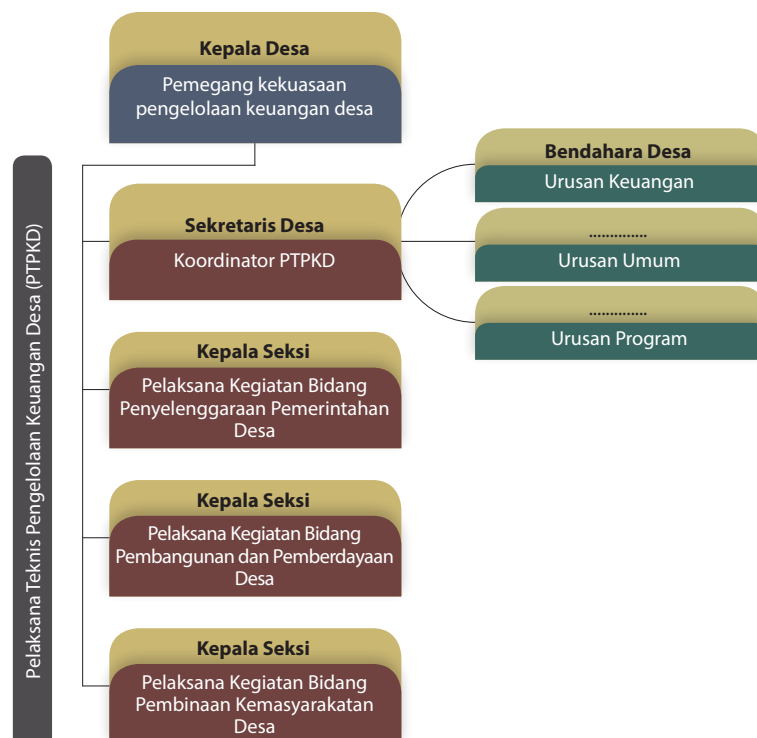 Kepala Desa
Pemegang kekuasaan
pengelolaan keuangan desa
Pelaksana Teknis Pengelolaan Keuangan Desa (PTPKD)
Sekretaris Desa
Koordinator PTPKD
Bendahara Desa
Urusan Keuangan
..............
Urusan Umum
..............
Urusan Program
Kepala Seksi
Pelaksana Kegiatan Bidang
Penyelenggaraan Pemerintahan
Desa
Kepala Seksi
Pelaksana Kegiatan Bidang
Pembangunan dan Pemberdayaan
Desa
Kepala Seksi
Pelaksana Kegiatan Bidang
Pembinaan Kemasyarakatan
Desa